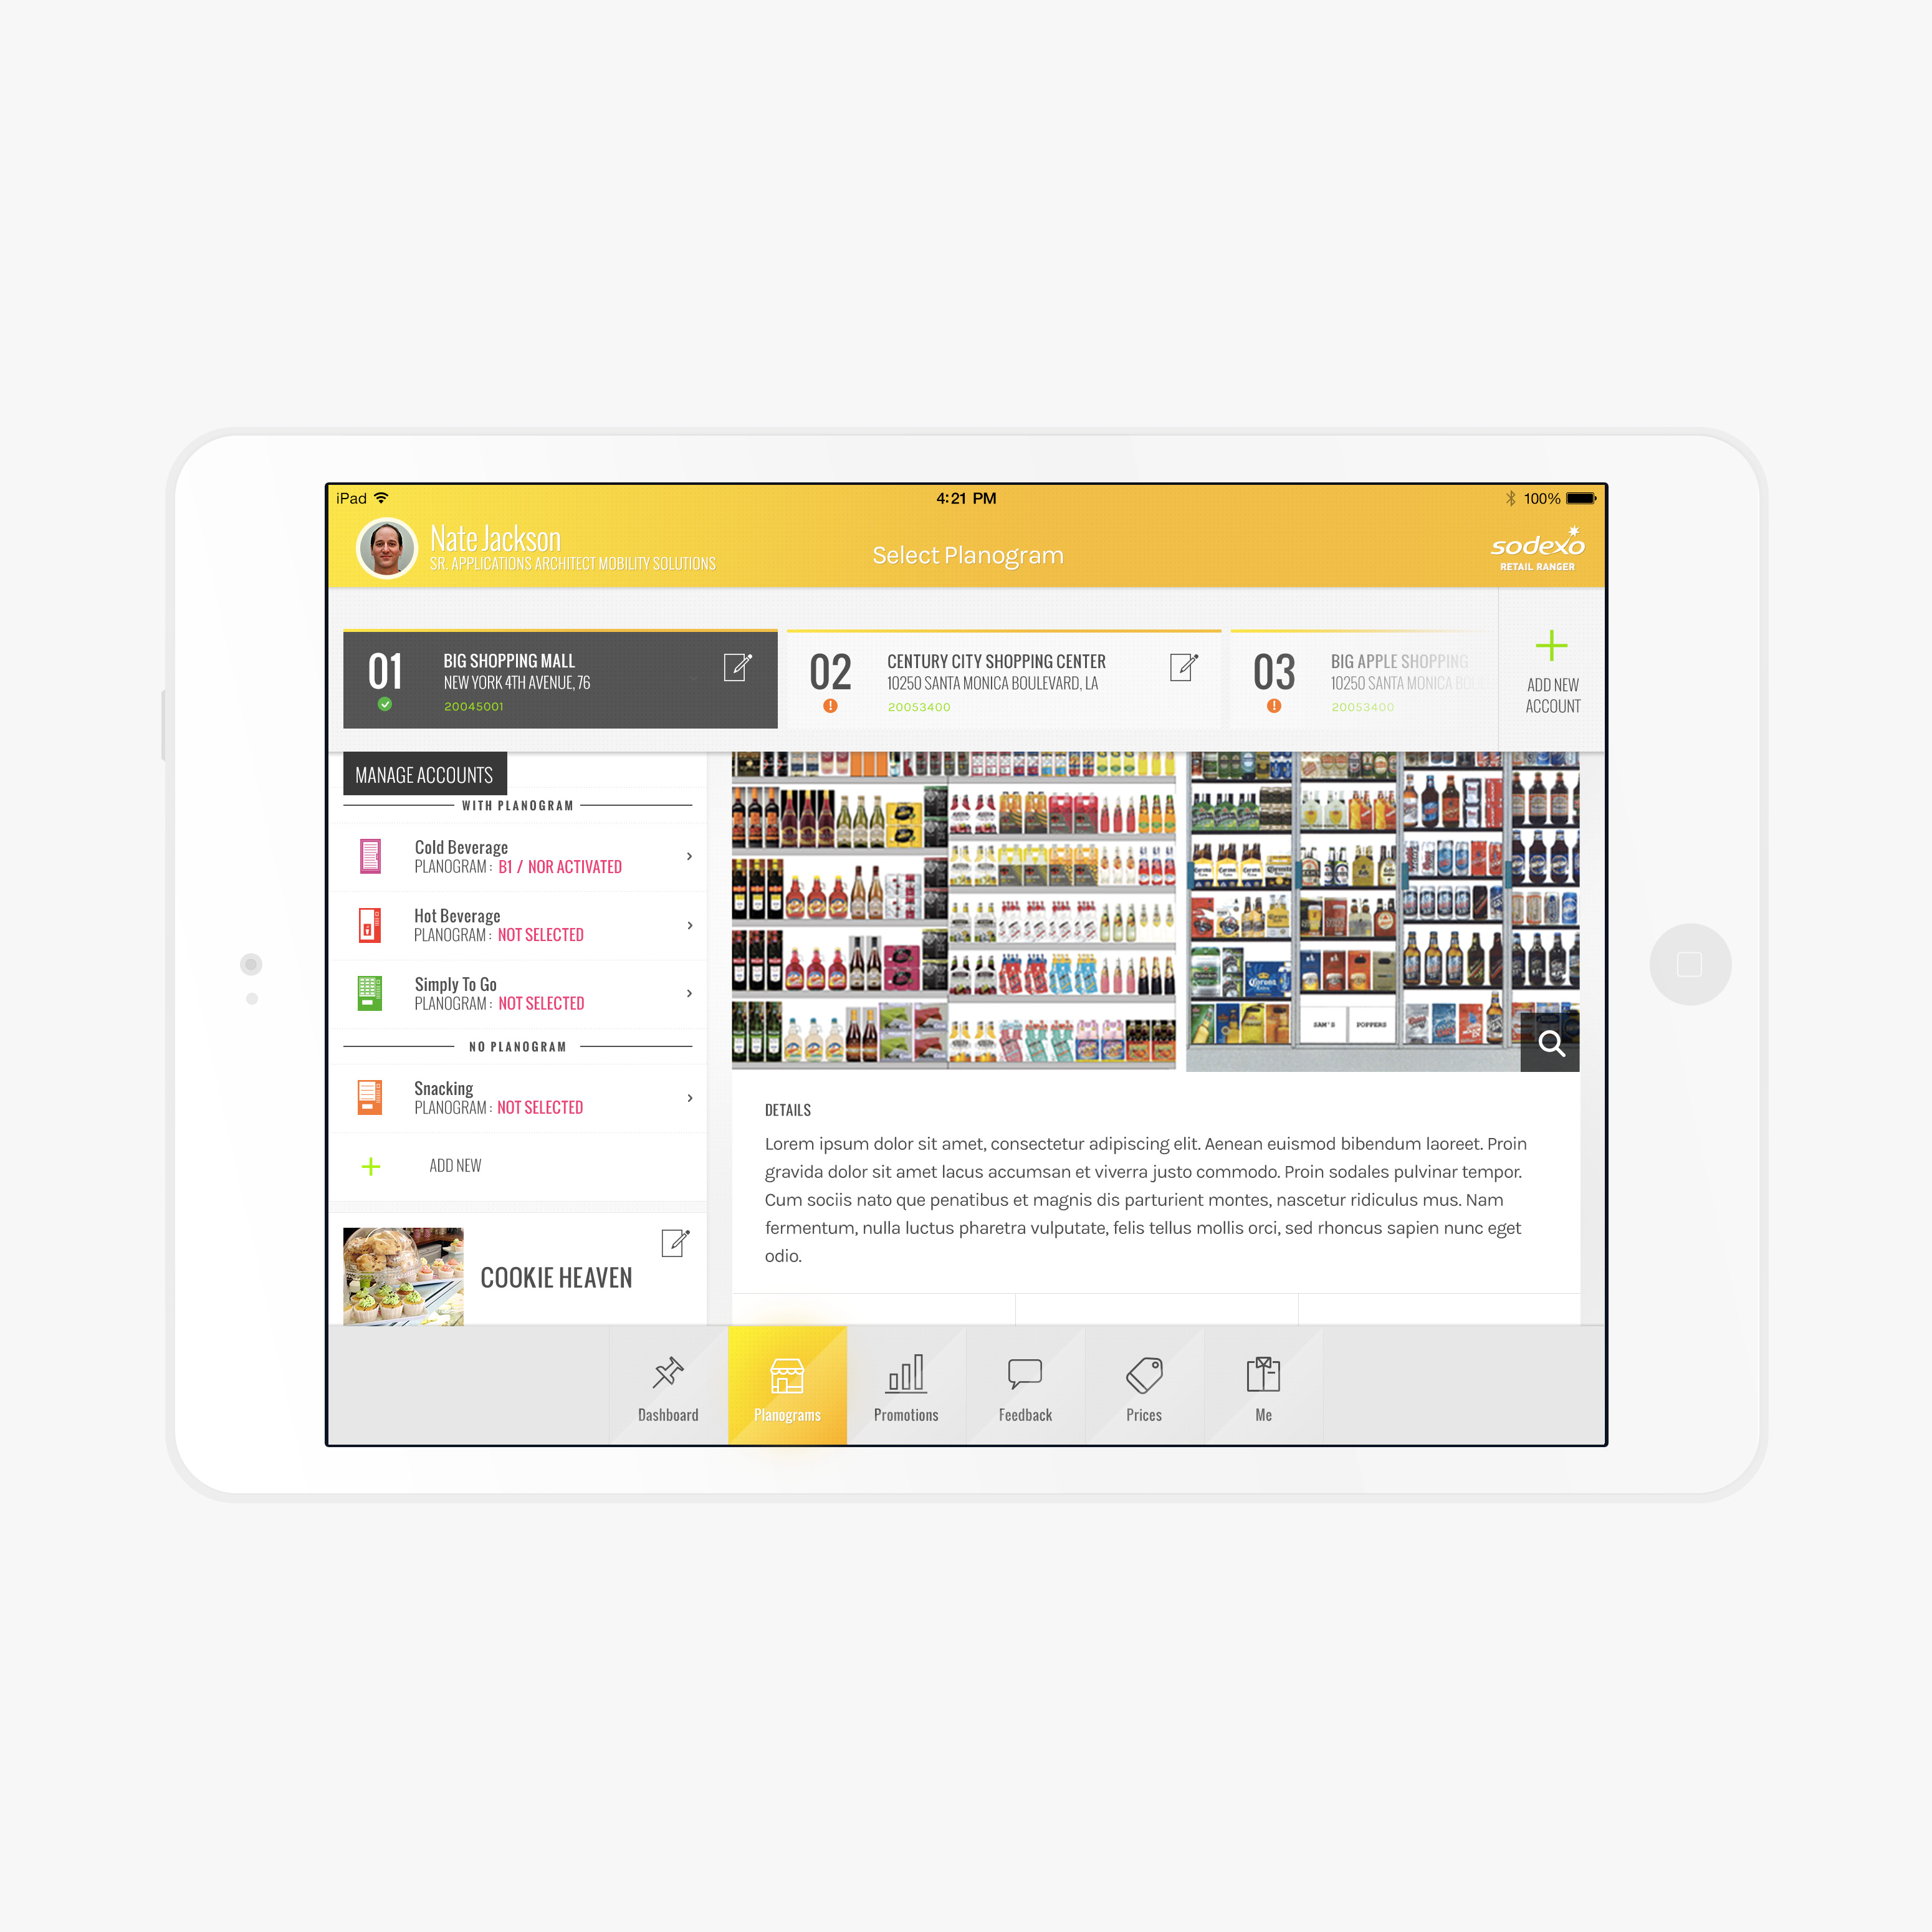 iPad
4:21 PM
100%
Nate Jackson
SR. APPLICATIONS ARCHITECT MOBILITY SOLUTIONS
Select Planogram
sodexo
RETAIL RANGER
01
BIG SHOPPING MALL
NEW YORK 4TH AVENUE, 76
20045001
02
CENTURY CITY SHOPPING CENTER
10250 SANTA MONICA BOULEVARD, LA
20053400
03
BIG APPLE SHOPPING
10250 SANTA MONICA BOUL
20053400
ADD NEW
ACCOUNT
MANAGE ACCOUNTS
WITH PLANOGRAM
Cold Beverage
PLANOGRAM : B1 / NOR ACTIVATED
Hot Beverage
PLANOGRAM : NOT SELECTED
Simply To Go
PLANOGRAM : NOT SELECTED
NO PLANOGRAM
Snacking
PLANOGRAM : NOT SELECTED
ADD NEW
COOKIE HEAVEN
Corona
SAM'S
POPPERS
DETAILS
Lorem ipsum dolor sit amet, consectetur adipiscing elit. Aenean euismod bibendum laoreet. Proin
gravida dolor sit amet lacus accumsan et viverra justo commodo. Proin sodales pulvinar tempor.
Cum sociis nato que penatibus et magnis dis parturient montes, nascetur ridiculus mus. Nam
fermentum, nulla luctus pharetra vulputate, felis tellus mollis orci, sed rhoncus sapien nunc eget
odio.
Dashboard
Planograms
Promotions
Feedback
Prices
Me